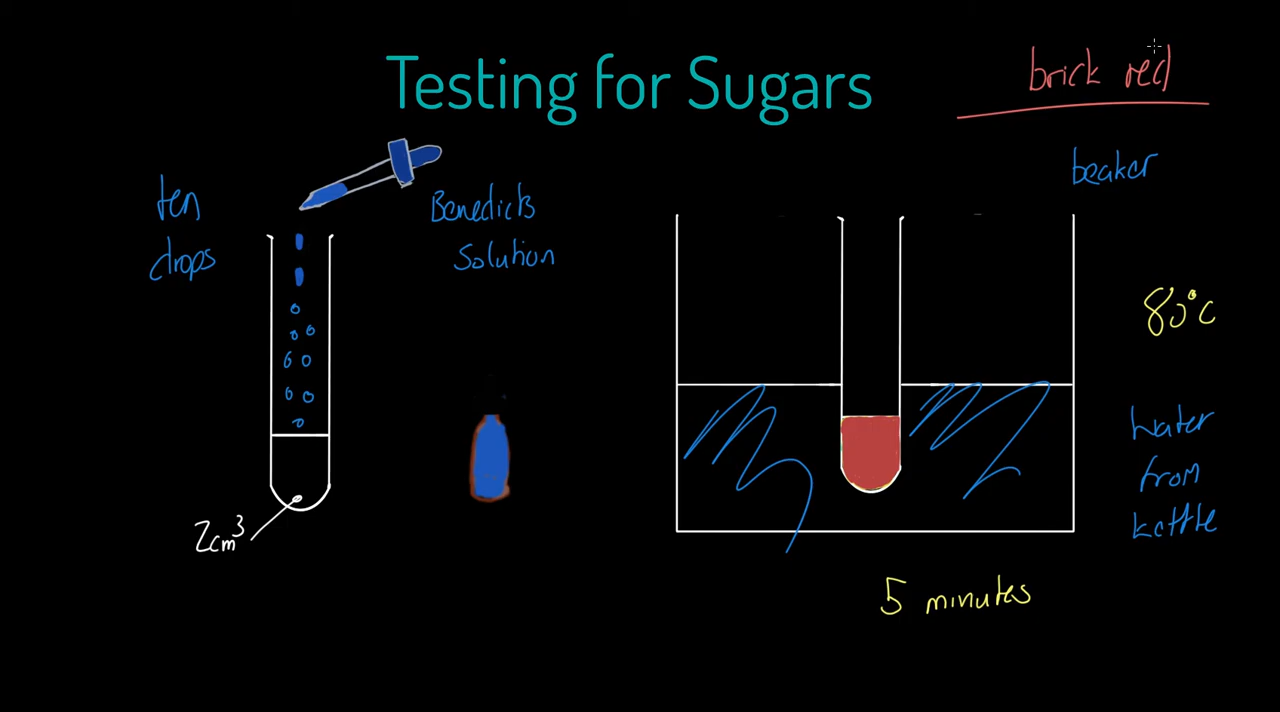 Testing for Sugars
brick red
beaker
ten
drops
Benedicts
Solution
80°C
water
from
kettle
2cm³
5 minutes